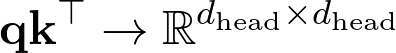 qk⊤ → ℝ^{d_head × d_head}